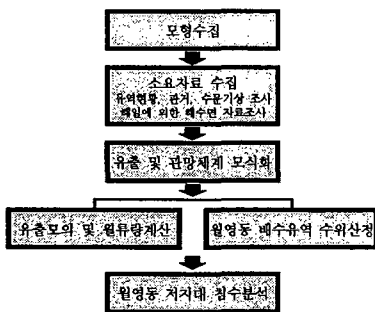 모형수집
소요자료 수집
유역현황, 관거, 수문기상 조사
해일에 의한 해수면 자료조사
유출 및 관망체계 모식화
유출모의 및 월류량계산
월영동 배수유역 수위산정
월영동 저지대 침수분석